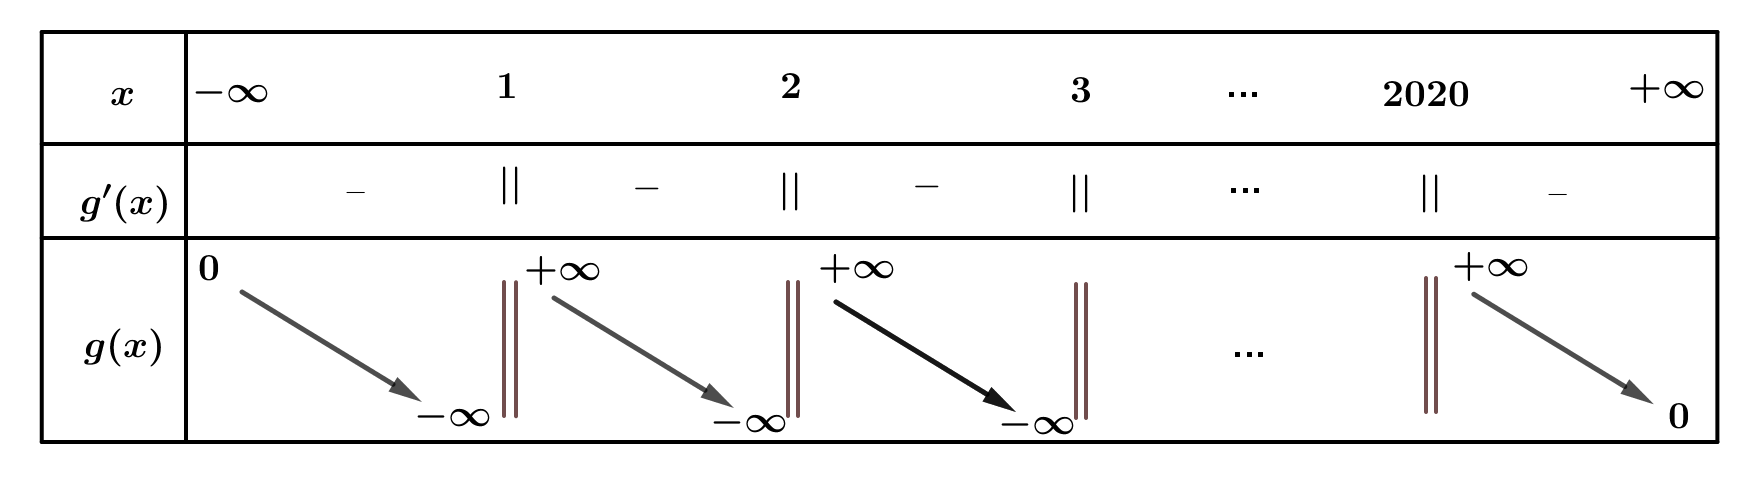 x −∞ 1 2 3 ... 2020 +∞
g′(x) − || − || − || ... || −
0 +∞ +∞ +∞
g(x) ...
−∞ −∞ −∞ 0